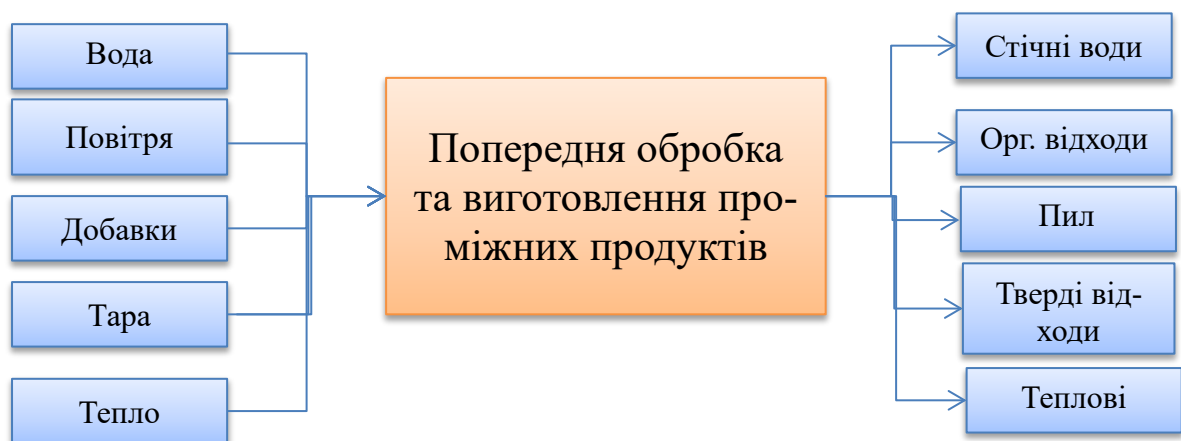 Вода
Повітря
Добавки
Тара
Тепло
Попередня обробка
та виготовлення про-
міжних продуктів
Стічні води
Орг. відходи
Пил
Тверді від-
ходи
Теплові